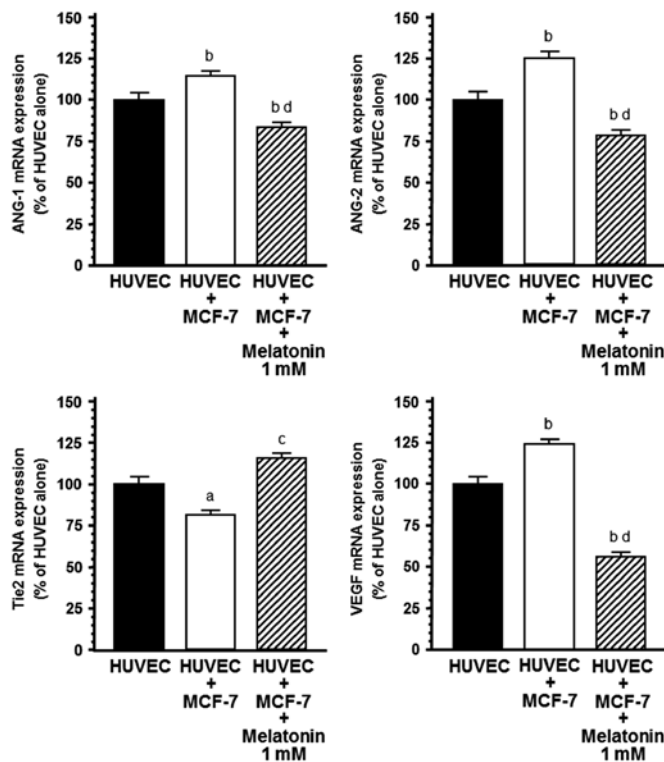 ANG-1 mRNA expression
(% of HUVEC alone)
150
125
100
75
50
25
0
b
b d
HUVEC
HUVEC
+
MCF-7
HUVEC
+
MCF-7
+
Melatonin
1 mM
ANG-2 mRNA expression
(% of HUVEC alone)
150
125
100
75
50
25
0
b
b d
HUVEC
HUVEC
+
MCF-7
HUVEC
+
MCF-7
+
Melatonin
1 mM
Tie2 mRNA expression
(% of HUVEC alone)
150
125
100
75
50
25
0
a
c
HUVEC
HUVEC
+
MCF-7
HUVEC
+
MCF-7
+
Melatonin
1 mM
VEGF mRNA expression
(% of HUVEC alone)
150
125
100
75
50
25
0
b
b d
HUVEC
HUVEC
+
MCF-7
HUVEC
+
MCF-7
+
Melatonin
1 mM